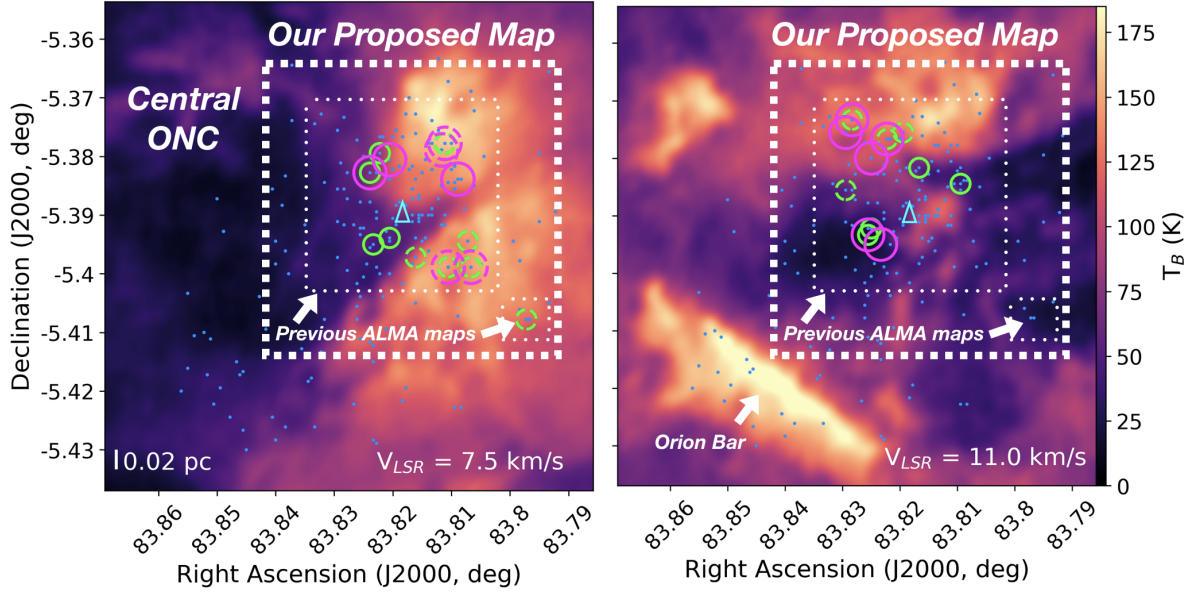 Our Proposed Map
Central
ONC
Previous ALMA maps
0.02 pc
V_LSR = 7.5 km/s
-5.36
-5.37
-5.38
-5.39
-5.4
-5.41
-5.42
-5.43
Declination (J2000, deg)
83.86
83.85
83.84
83.83
83.82
83.81
83.8
83.79
Right Ascension (J2000, deg)
Our Proposed Map
Previous ALMA maps
Orion Bar
V_LSR = 11.0 km/s
83.86
83.85
83.84
83.83
83.82
83.81
83.8
83.79
Right Ascension (J2000, deg)
175
150
125
100
75
50
25
0
T_B (K)